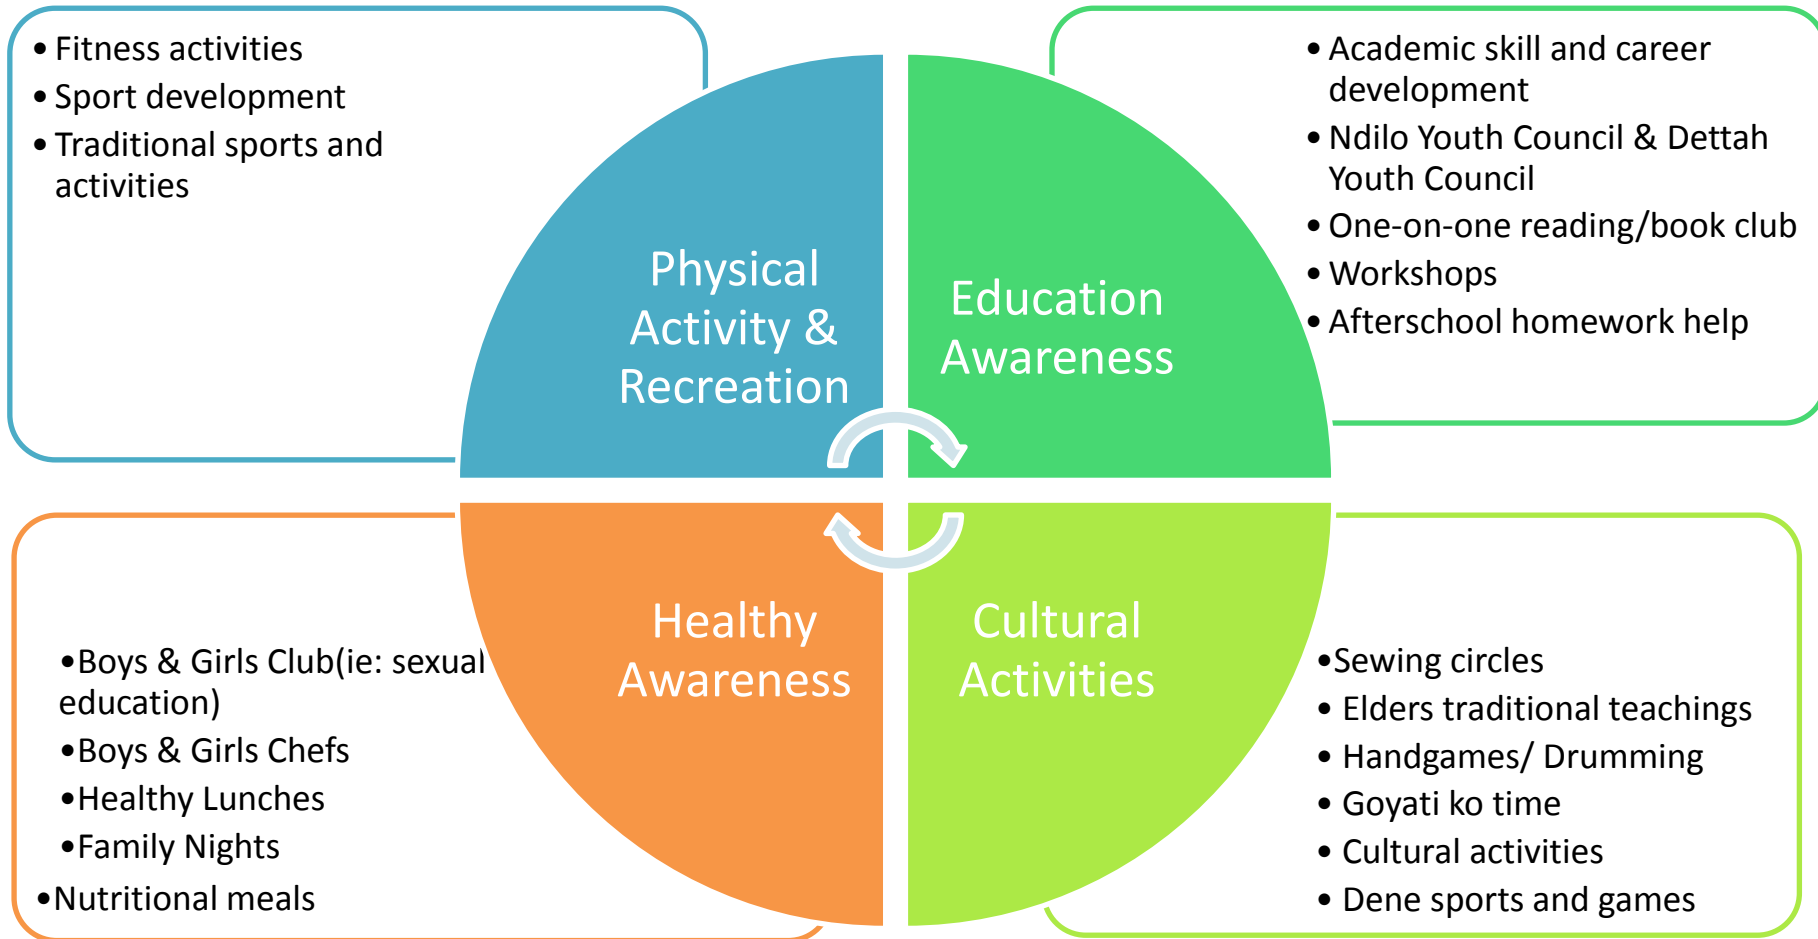 • Fitness activities
• Sport development
• Traditional sports and
activities
Physical
Activity &
Recreation
• Academic skill and career
development
• Ndilo Youth Council & Dettah
Youth Council
• One-on-one reading/book club
• Workshops
• Afterschool homework help
Education
Awareness
•Boys & Girls Club(ie: sexual
education)
•Boys & Girls Chefs
•Healthy Lunches
•Family Nights
•Nutritional meals
Healthy
Awareness
Cultural
Activities
•Sewing circles
• Elders traditional teachings
• Handgames/ Drumming
• Goyati ko time
• Cultural activities
• Dene sports and games